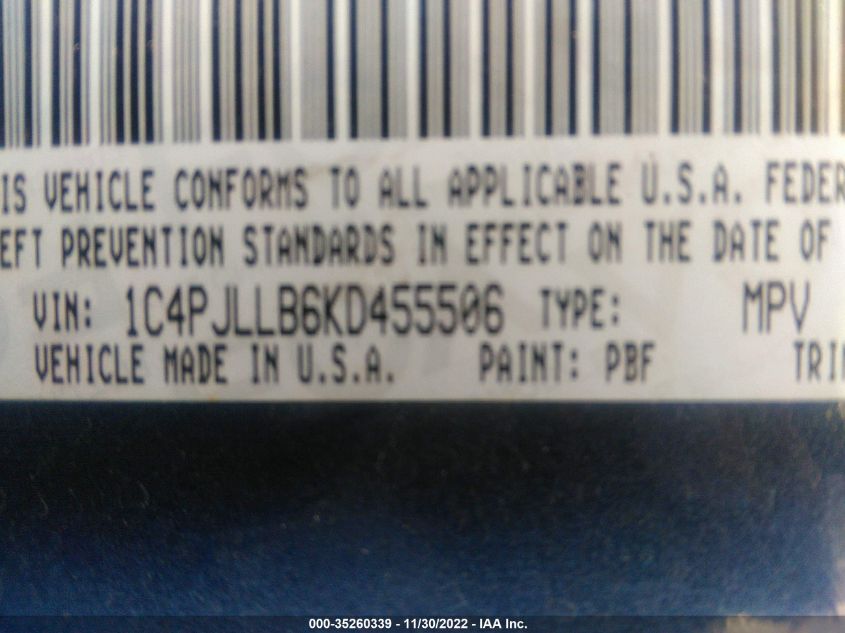 IS VEHICLE CONFORMS TO ALL APPLICABLE U.S.A. FEDER
EFT PREVENTION STANDARDS IN EFFECT ON THE DATE OF
VIN: 1C4PJLLB6KD455506 TYPE: MPV
VEHICLE MADE IN U.S.A. PAINT: PBF TRIM
000-35260339 - 11/30/2022 - IAA Inc.